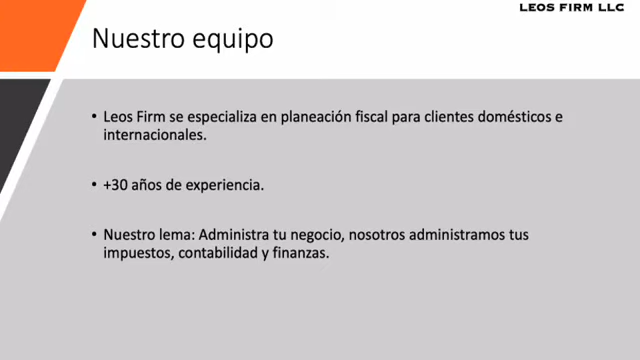 LEOS FIRM LLC
Nuestro equipo
• Leos Firm se especializa en planeación fiscal para clientes domésticos e
internacionales.
• +30 años de experiencia.
• Nuestro lema: Administra tu negocio, nosotros administramos tus
impuestos, contabilidad y finanzas.